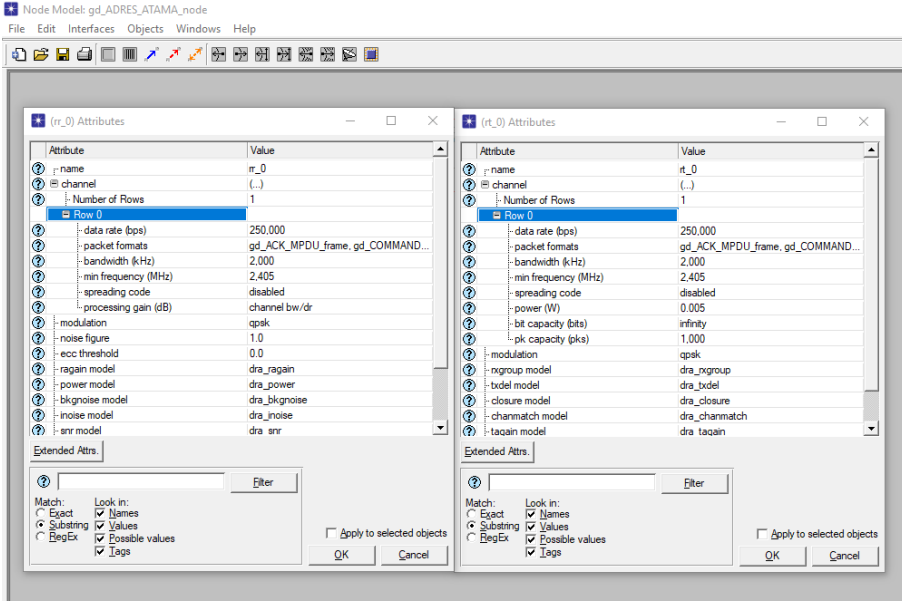 Node Model: gd_ADRES_ATAMA_node
File Edit Interfaces Objects Windows Help
(rr_0) Attributes
Attribute Value
name rr_0
channel (...)
Number of Rows 1
Row 0
data rate (bps) 250,000
packet formats gd_ACK_MPDU_frame, gd_COMMAND...
bandwidth (kHz) 2,000
min frequency (MHz) 2,405
spreading code disabled
processing gain (dB) channel bw/dr
modulation qpsk
noise figure 1.0
ecc threshold 0.0
ragain model dra_ragain
power model dra_power
bkgnoise model dra_bkgnoise
inoise model dra_inoise
snr model dra_snr
Extended Attrs.
Filter
Match: Look in:
Exact Names
Substring Values
RegEx Possible values
Tags
Apply to selected objects
OK Cancel
(rt_0) Attributes
Attribute Value
name rt_0
channel (...)
Number of Rows 1
Row 0
data rate (bps) 250,000
packet formats gd_ACK_MPDU_frame, gd_COMMAND...
bandwidth (kHz) 2,000
min frequency (MHz) 2,405
spreading code disabled
power (W) 0.005
bit capacity (bits) infinity
pk capacity (pks) 1,000
modulation qpsk
rxgroup model dra_rxgroup
txdel model dra_txdel
closure model dra_closure
chanmatch model dra_chanmatch
tagain model dra_tagain
Extended Attrs.
Filter
Match: Look in:
Exact Names
Substring Values
RegEx Possible values
Tags
Apply to selected objects
OK Cancel